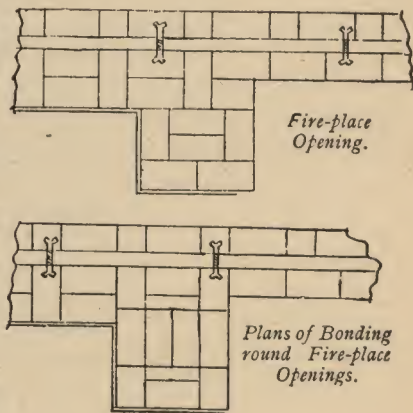 Fire-place
Opening.
Plans of Bonding
round Fire-place
Openings.